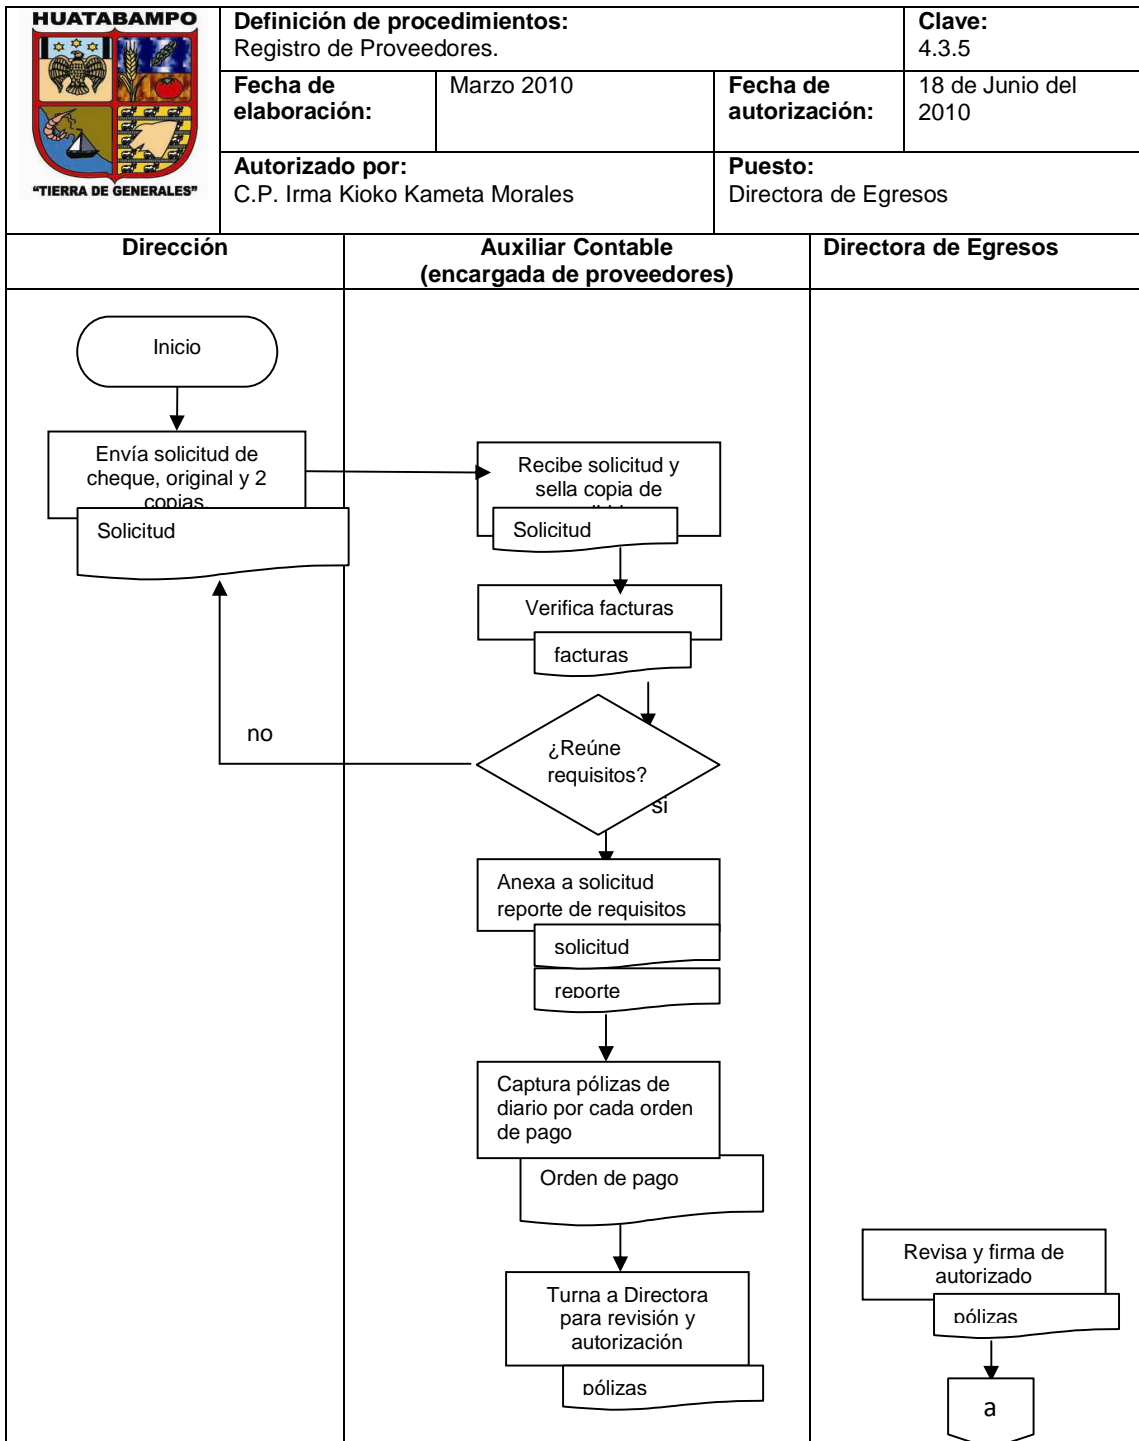 HUATABAMPO
"TIERRA DE GENERALES"
Definición de procedimientos:
Registro de Proveedores.
Clave:
4.3.5
Fecha de
elaboración:
Marzo 2010
Fecha de
autorización:
18 de Junio del
2010
Autorizado por:
C.P. Irma Kioko Kameta Morales
Puesto:
Directora de Egresos
Dirección
Auxiliar Contable
(encargada de proveedores)
Directora de Egresos
Inicio
Envía solicitud de
cheque, original y 2
copias.
Solicitud
Recibe solicitud y
sella copia de
Solicitud
Verifica facturas
facturas
¿Reúne
requisitos?
no
si
Anexa a solicitud
reporte de requisitos
solicitud
reporte
Captura pólizas de
diario por cada orden
de pago
Orden de pago
Turna a Directora
para revisión y
autorización
pólizas
Revisa y firma de
autorizado
pólizas
a